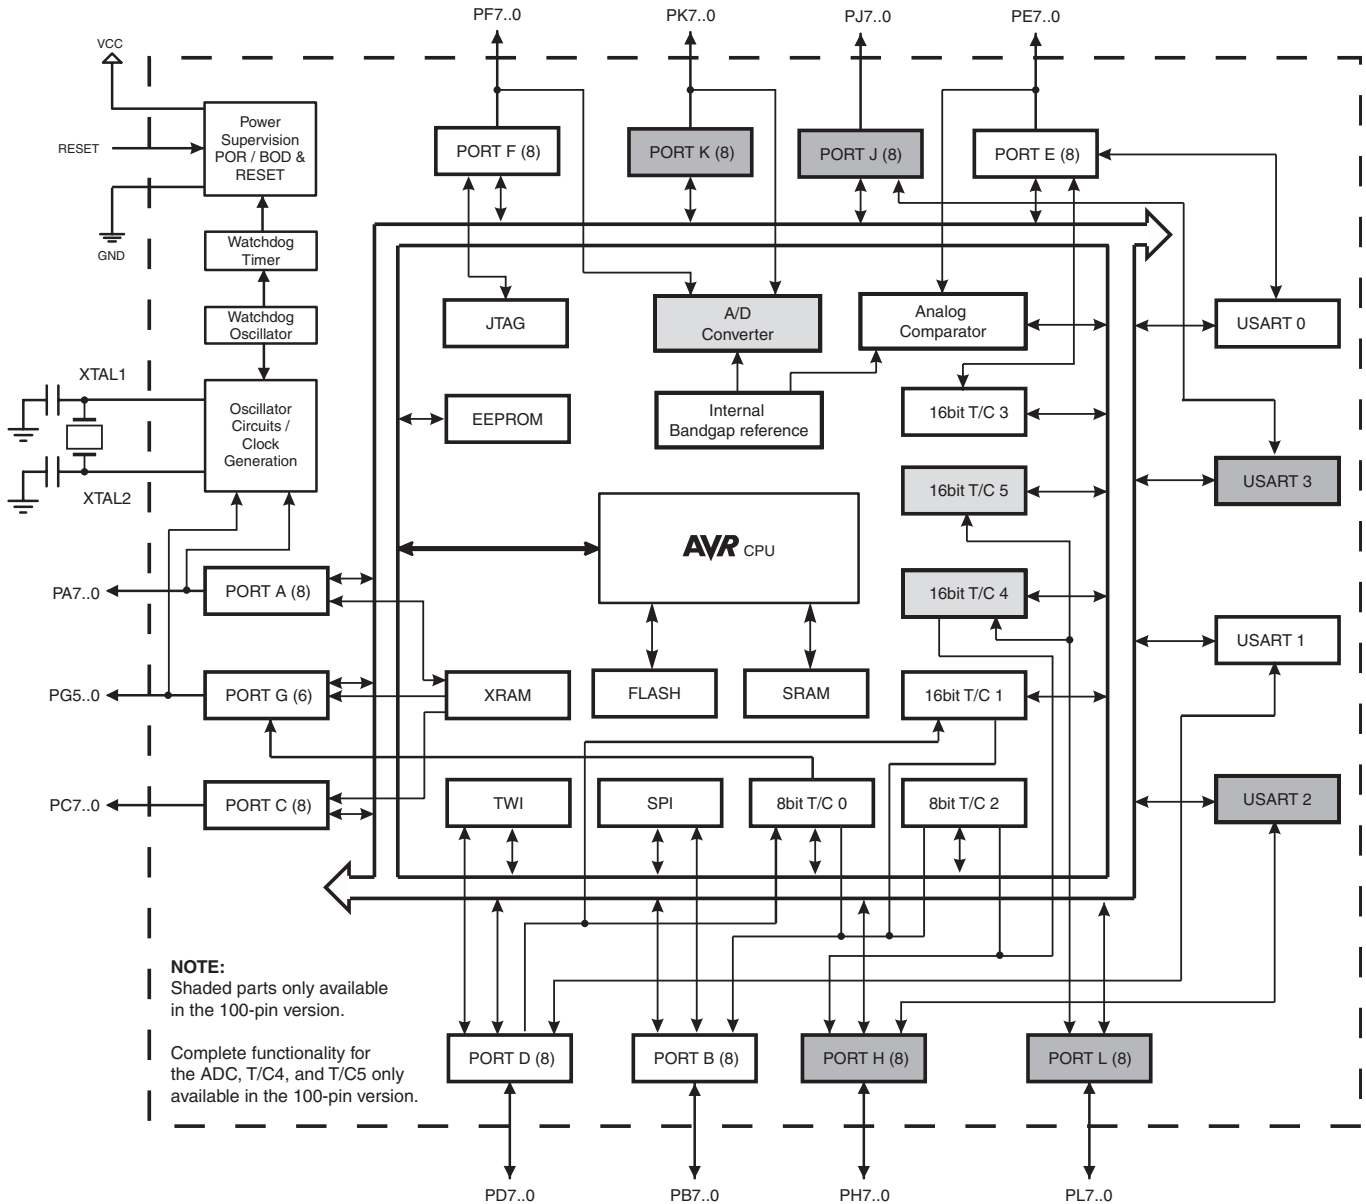 PF7..0
PK7..0
PJ7..0
PE7..0
VCC
RESET
GND
Power
Supervision
POR / BOD &
RESET
PORT F (8)
PORT K (8)
PORT J (8)
PORT E (8)
Watchdog
Timer
Watchdog
Oscillator
JTAG
A/D
Converter
Analog
Comparator
USART 0
XTAL1
XTAL2
Oscillator
Circuits /
Clock
Generation
EEPROM
Internal
Bandgap reference
16bit T/C 3
16bit T/C 5
USART 3
AVR CPU
PA7..0
PORT A (8)
16bit T/C 4
USART 1
PG5..0
PORT G (6)
XRAM
FLASH
SRAM
16bit T/C 1
PC7..0
PORT C (8)
TWI
SPI
8bit T/C 0
8bit T/C 2
USART 2
NOTE:
Shaded parts only available
in the 100-pin version.
Complete functionality for
the ADC, T/C4, and T/C5 only
available in the 100-pin version.
PORT D (8)
PORT B (8)
PORT H (8)
PORT L (8)
PD7..0
PB7..0
PH7..0
PL7..0